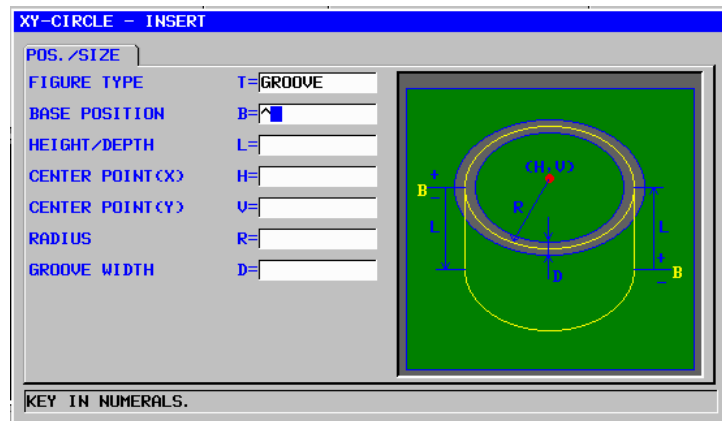 XY-CIRCLE - INSERT
POS./SIZE
FIGURE TYPE T=GROOVE
BASE POSITION B=^
HEIGHT/DEPTH L=
CENTER POINT(X) H=
CENTER POINT(Y) V=
RADIUS R=
GROOVE WIDTH D=
(H,V)
+
B
-
R
L
L
D
+
B
-
KEY IN NUMERALS.